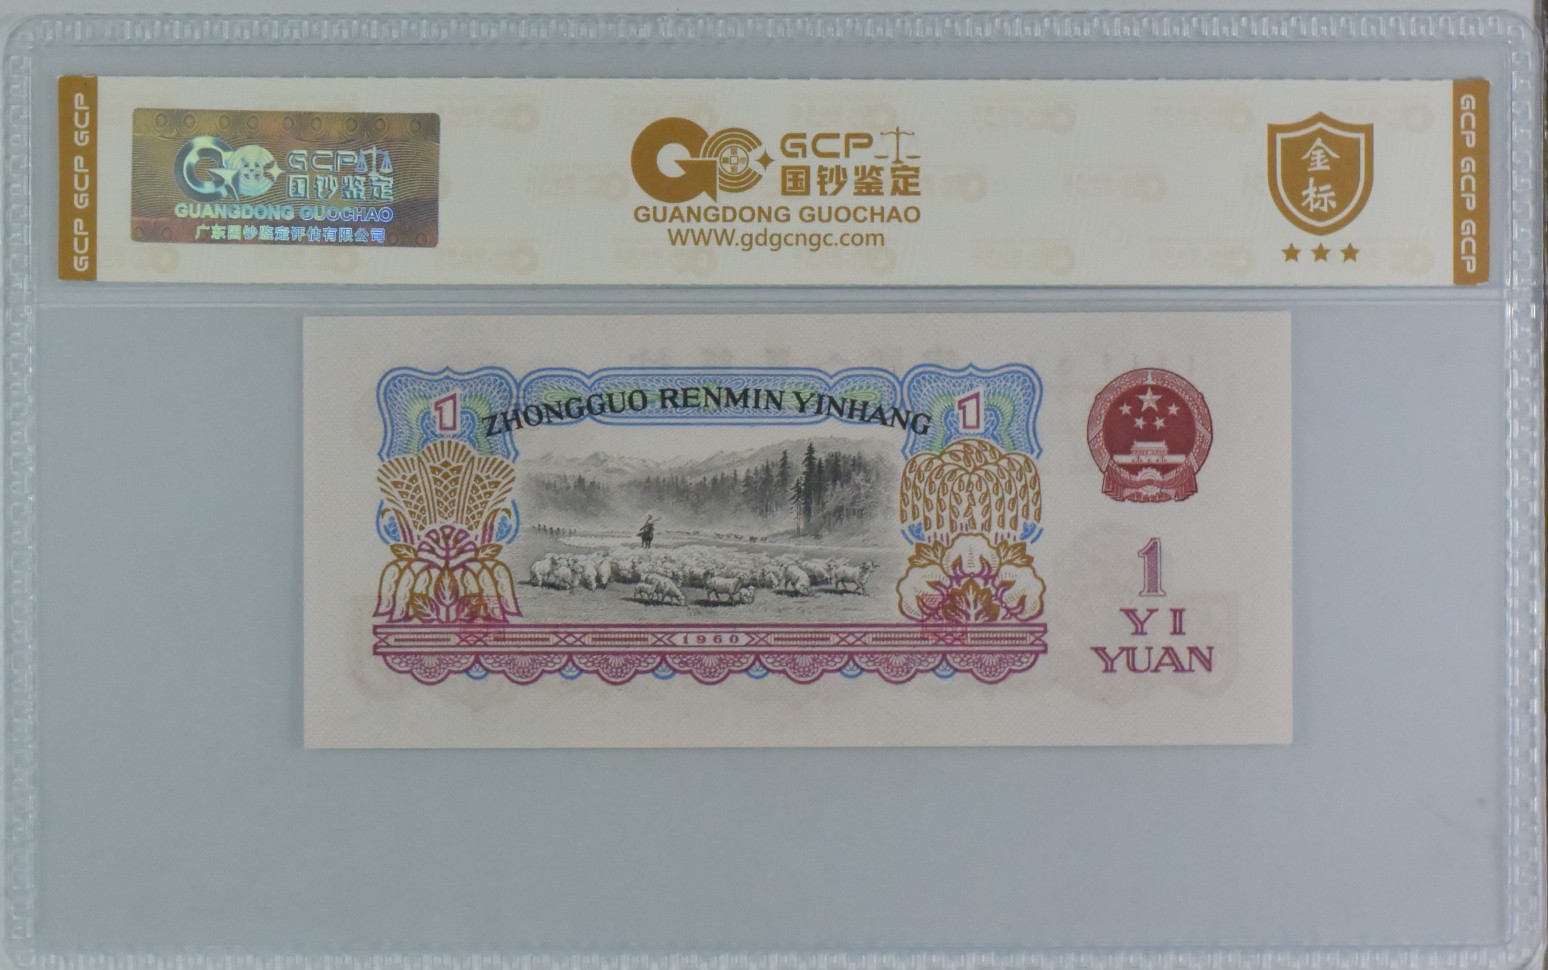 GCP GCP GCP
GCP
国钞鉴定
GUANGDONG GUOCHAO
广东国钞鉴定评估有限公司
GCP
国钞鉴定
GUANGDONG GUOCHAO
WWW.gdgcngc.com
金
标
GCP GCP GCP
1
ZHONGGUO RENMIN YINHANG
1
1960
1
YI
YUAN